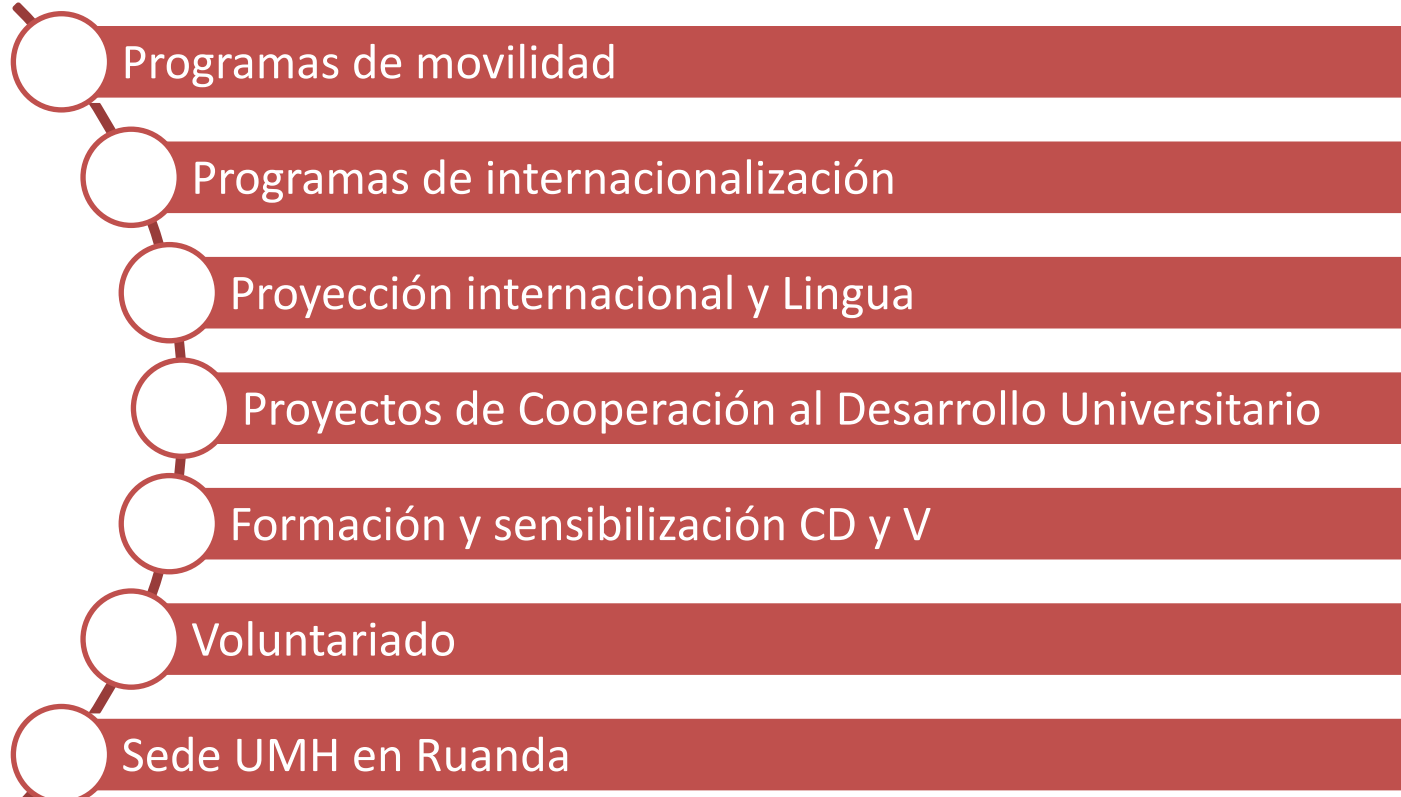 Programas de movilidad
Programas de internacionalización
Proyección internacional y Lingua
Proyectos de Cooperación al Desarrollo Universitario
Formación y sensibilización CD y V
Voluntariado
Sede UMH en Ruanda